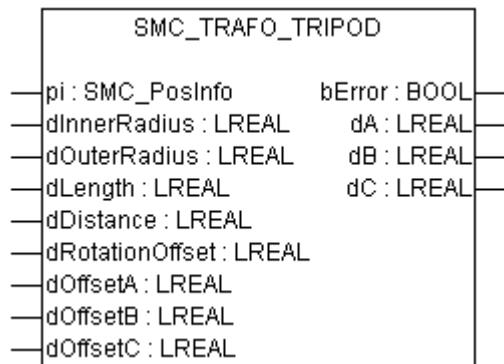 SMC_TRAFO_TRIPOD
pi : SMC_PosInfo bError : BOOL
dInnerRadius : LREAL dA : LREAL
dOuterRadius : LREAL dB : LREAL
dLength : LREAL dC : LREAL
dDistance : LREAL
dRotationOffset : LREAL
dOffsetA : LREAL
dOffsetB : LREAL
dOffsetC : LREAL